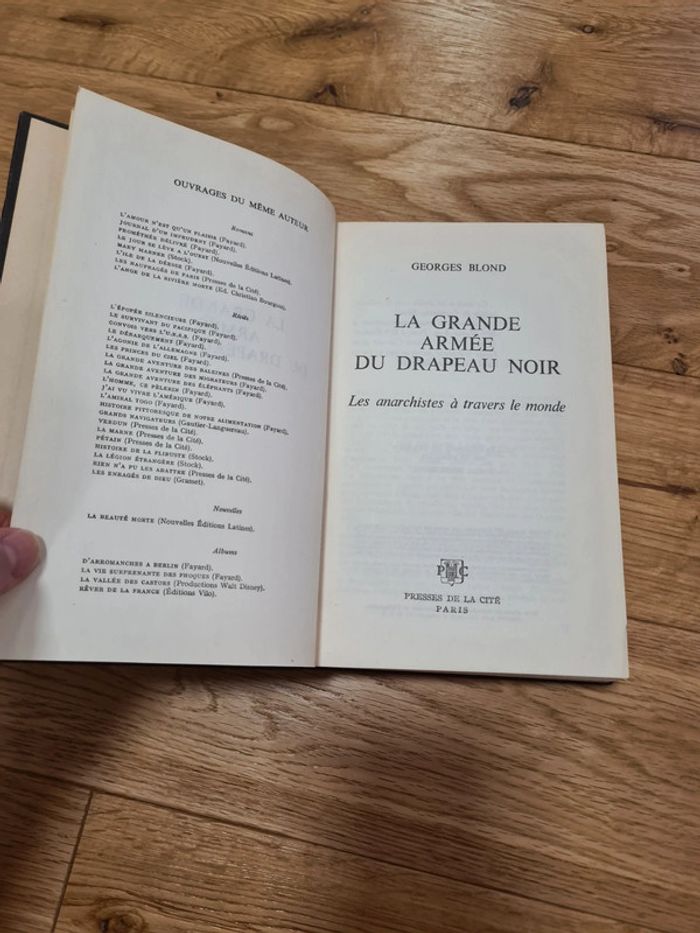 OUVRAGES DU MÊME AUTEUR
Romans
L'AMOUR N'EST QU'UN PLAISIR (Fayard).
JOURNAL D'UN IMPRUDENT (Fayard).
PROMÉTHÉE DÉLIVRÉ (Fayard).
LE JOUR SE LÈVE A L'OUEST (Nouvelles Éditions Latines).
MARY MARNER (Stock).
L'ILE DE LA DÉESSE (Fayard).
LES NAUFRAGÉS DE PARIS (Presses de la Cité).
L'ANGE DE LA RIVIÈRE MORTE (Ed. Christian Bourgois).
Récits
L'ÉPOPÉE SILENCIEUSE (Fayard).
LE SURVIVANT DU PACIFIQUE (Fayard).
CONVOIS VERS L'U.R.S.S. (Fayard).
LE DÉBARQUEMENT (Fayard).
L'AGONIE DE L'ALLEMAGNE (Fayard).
LES PRINCES DU CIEL (Fayard).
LA GRANDE AVENTURE DES BALEINES (Presses de la Cité).
LA GRANDE AVENTURE DES MIGRATEURS (Fayard).
LA GRANDE AVENTURE DES ÉLÉPHANTS (Fayard).
L'HOMME, CE PÈLERIN (Fayard).
J'AI VU VIVRE L'AMÉRIQUE (Fayard).
L'AMIRAL TOGO (Fayard).
HISTOIRE PITTORESQUE DE NOTRE ALIMENTATION (Fayard).
GRANDS NAVIGATEURS (Gautier-Languereau).
VERDUN (Presses de la Cité).
LA MARNE (Presses de la Cité).
PÉTAIN (Presses de la Cité).
HISTOIRE DE LA FLIBUSTE (Stock).
LA LÉGION ÉTRANGÈRE (Stock).
RIEN N'A PU LES ABATTRE (Presses de la Cité).
LES ENRAGÉS DE DIEU (Grasset).
Nouvelles
LA BEAUTÉ MORTE (Nouvelles Éditions Latines).
Albums
D'ARROMANCHES A BERLIN (Fayard).
LA VIE SURPRENANTE DES PHOQUES (Fayard).
LA VALLÉE DES CASTORS (Productions Walt Disney).
RÊVER DE LA FRANCE (Éditions Vilo).
GEORGES BLOND
LA GRANDE
ARMÉE
DU DRAPEAU NOIR
Les anarchistes à travers le monde
PRESSES DE LA CITÉ
PARIS